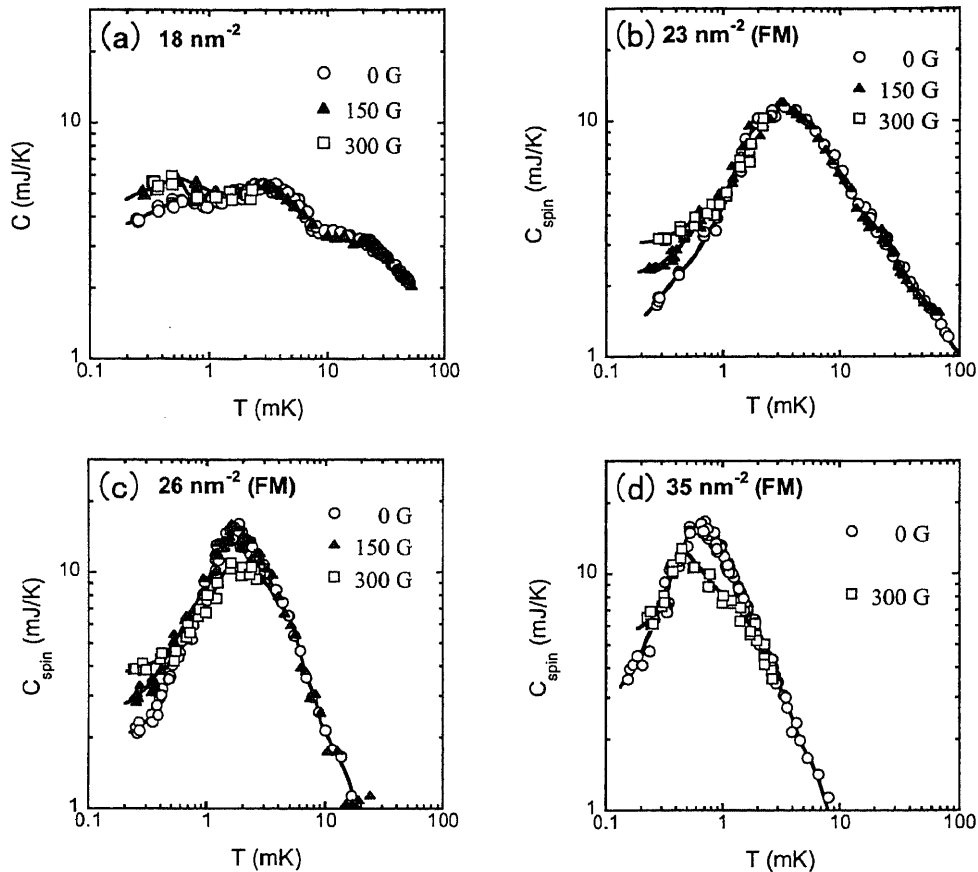 (a) 18 nm-2
0 G
150 G
300 G
10
1
0.1 1 10 100
C (mJ/K)
T (mK)
(b) 23 nm-2 (FM)
0 G
150 G
300 G
10
1
0.1 1 10 100
Cspin (mJ/K)
T (mK)
(c) 26 nm-2 (FM)
0 G
150 G
300 G
10
1
0.1 1 10 100
Cspin (mJ/K)
T (mK)
(d) 35 nm-2 (FM)
0 G
300 G
10
1
0.1 1 10 100
Cspin (mJ/K)
T (mK)